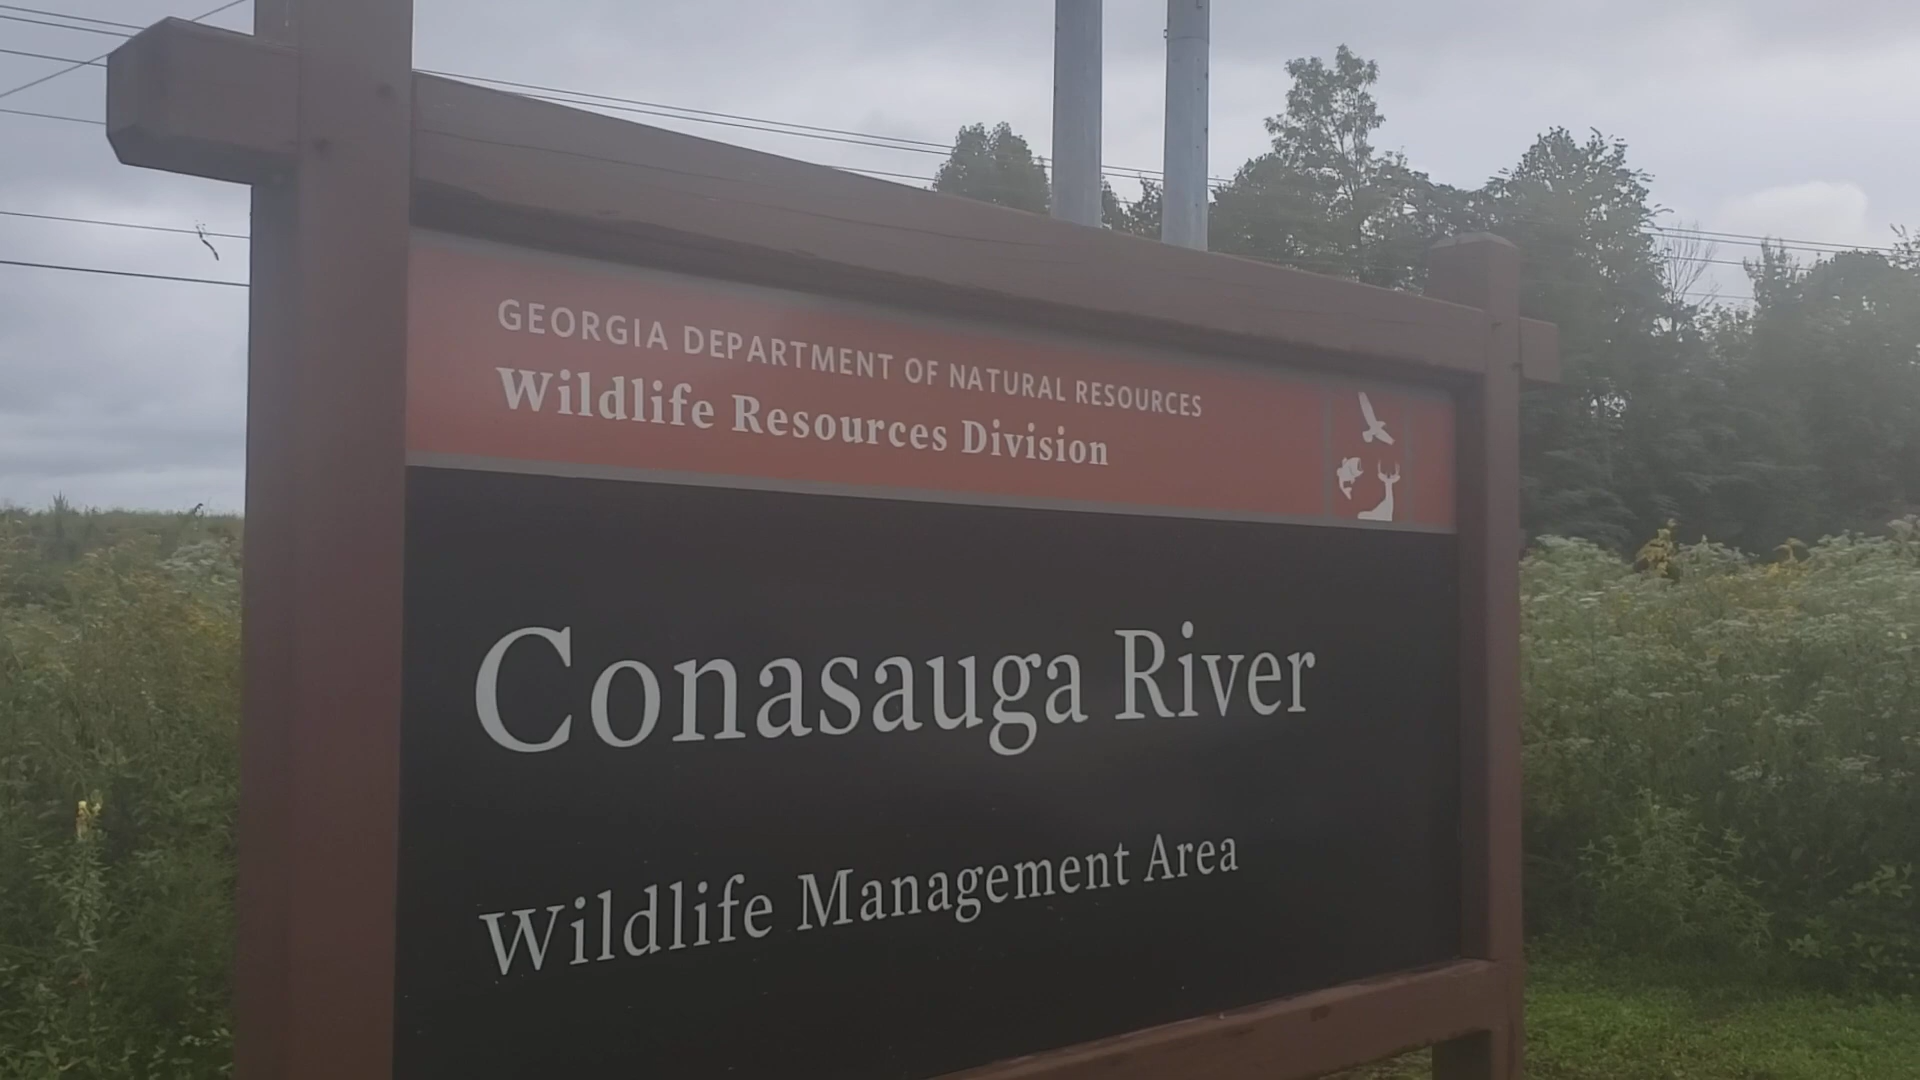 GEORGIA DEPARTMENT OF NATURAL RESOURCES
Wildlife Resources Division
Conasauga River
Wildlife Management Area